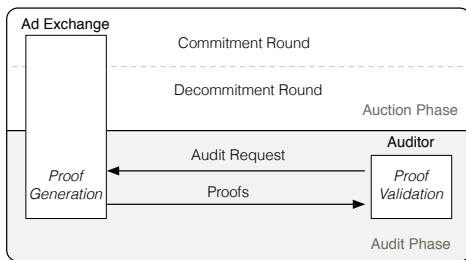 Ad Exchange
Commitment Round
Decommitment Round
Auction Phase
Auditor
Audit Request
Proof
Generation
Proofs
Proof
Validation
Audit Phase